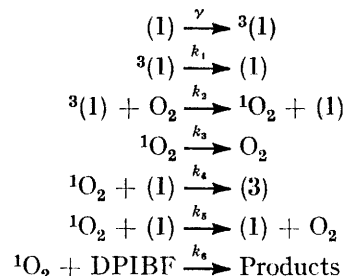 (1) —γ→ ³(1)
³(1) —k₁→ (1)
³(1) + O₂ —k₂→ ¹O₂ + (1)
¹O₂ —k₃→ O₂
¹O₂ + (1) —k₄→ (3)
¹O₂ + (1) —k₅→ (1) + O₂
¹O₂ + DPIBF —k₆→ Products